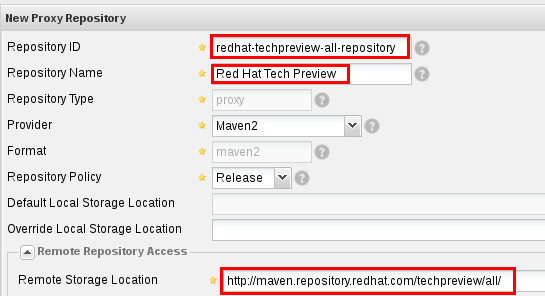 New Proxy Repository
Repository ID redhat-techpreview-all-repository ?
Repository Name Red Hat Tech Preview ?
Repository Type proxy ?
Provider Maven2 ?
Format maven2 ?
Repository Policy Release ?
Default Local Storage Location
Override Local Storage Location
Remote Repository Access
Remote Storage Location http://maven.repository.redhat.com/techpreview/all/